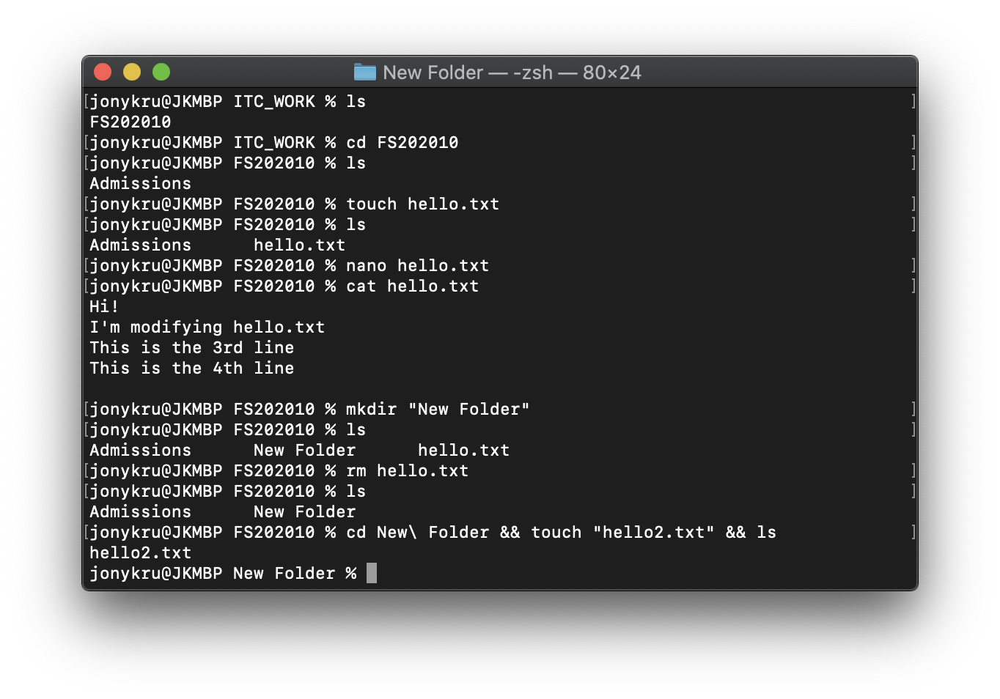 New Folder — -zsh — 80×24
[jonykru@JKMBP ITC_WORK % ls ]
FS202010
[jonykru@JKMBP ITC_WORK % cd FS202010 ]
[jonykru@JKMBP FS202010 % ls ]
Admissions
[jonykru@JKMBP FS202010 % touch hello.txt ]
[jonykru@JKMBP FS202010 % ls ]
Admissions      hello.txt
[jonykru@JKMBP FS202010 % nano hello.txt ]
[jonykru@JKMBP FS202010 % cat hello.txt ]
Hi!
I'm modifying hello.txt
This is the 3rd line
This is the 4th line
[jonykru@JKMBP FS202010 % mkdir "New Folder" ]
[jonykru@JKMBP FS202010 % ls ]
Admissions      New Folder      hello.txt
[jonykru@JKMBP FS202010 % rm hello.txt ]
[jonykru@JKMBP FS202010 % ls ]
Admissions      New Folder
[jonykru@JKMBP FS202010 % cd New\ Folder && touch "hello2.txt" && ls ]
hello2.txt
jonykru@JKMBP New Folder %